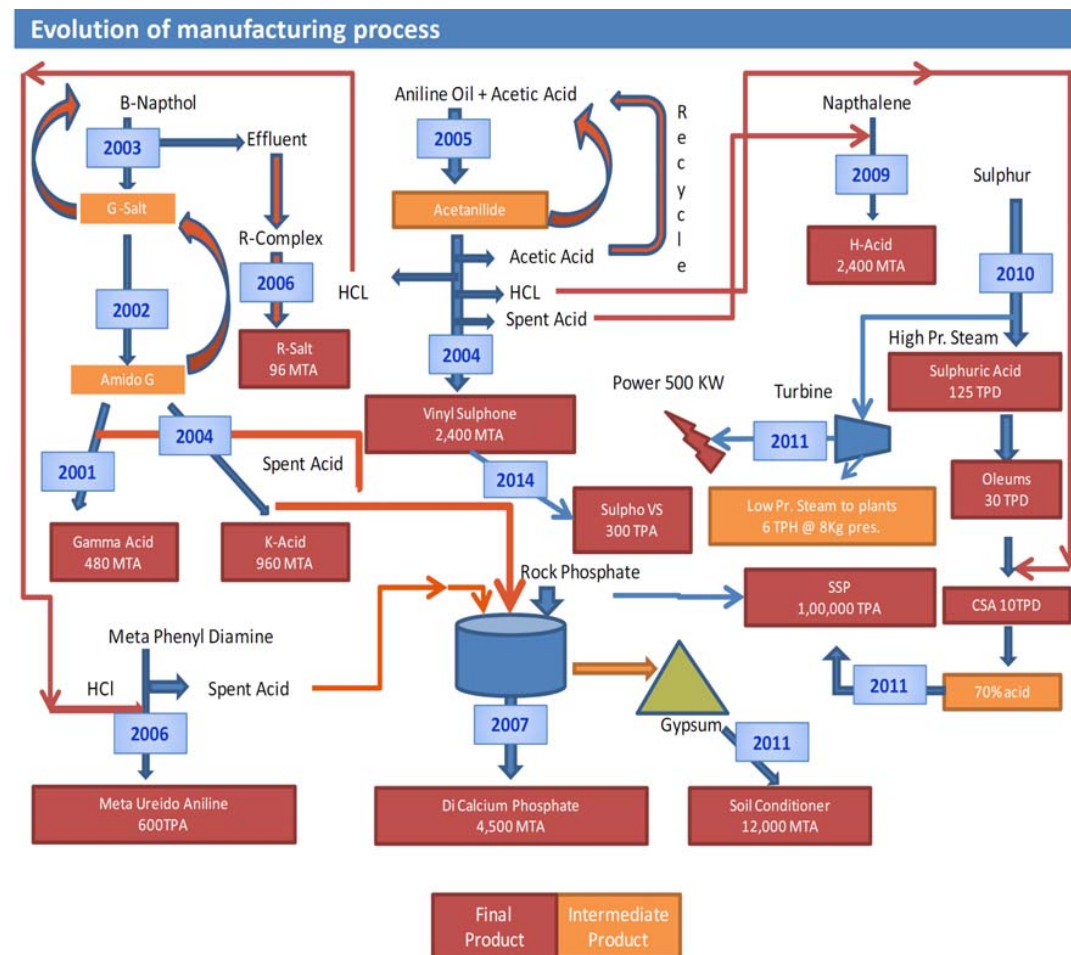 Evolution of manufacturing process
B-Napthol
2003
Effluent
G -Salt
R-Complex
2006
2002
R-Salt
96 MTA
Amido G
2004
2001
Spent Acid
Gamma Acid
480 MTA
K-Acid
960 MTA
Aniline Oil + Acetic Acid
2005
Recycle
Acetanilide
Acetic Acid
HCL
HCL
Spent Acid
2004
Vinyl Sulphone
2,400 MTA
2014
Sulpho VS
300 TPA
Napthalene
2009
H-Acid
2,400 MTA
Sulphur
2010
High Pr. Steam
Sulphuric Acid
125 TPD
Power 500 KW
Turbine
2011
Low Pr. Steam to plants
6 TPH @ 8Kg pres.
Oleums
30 TPD
Rock Phosphate
SSP
1,00,000 TPA
CSA 10TPD
2011
70% acid
Meta Phenyl Diamine
HCl
Spent Acid
2006
Meta Ureido Aniline
600TPA
2007
Gypsum
2011
Di Calcium Phosphate
4,500 MTA
Soil Conditioner
12,000 MTA
Final
Product
Intermediate
Product